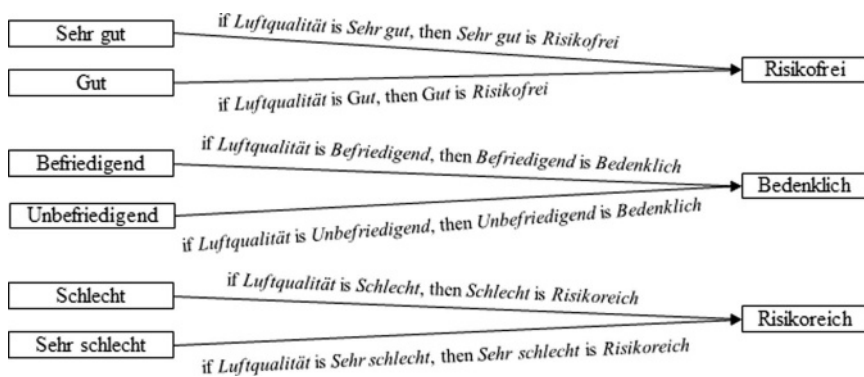 if Luftqualität is Sehr gut, then Sehr gut is Risikofrei
Sehr gut
Risikofrei
Gut
if Luftqualität is Gut, then Gut is Risikofrei
if Luftqualität is Befriedigend, then Befriedigend is Bedenklich
Befriedigend
Bedenklich
Unbefriedigend
if Luftqualität is Unbefriedigend, then Unbefriedigend is Bedenklich
if Luftqualität is Schlecht, then Schlecht is Risikoreich
Schlecht
Risikoreich
Sehr schlecht
if Luftqualität is Sehr schlecht, then Sehr schlecht is Risikoreich